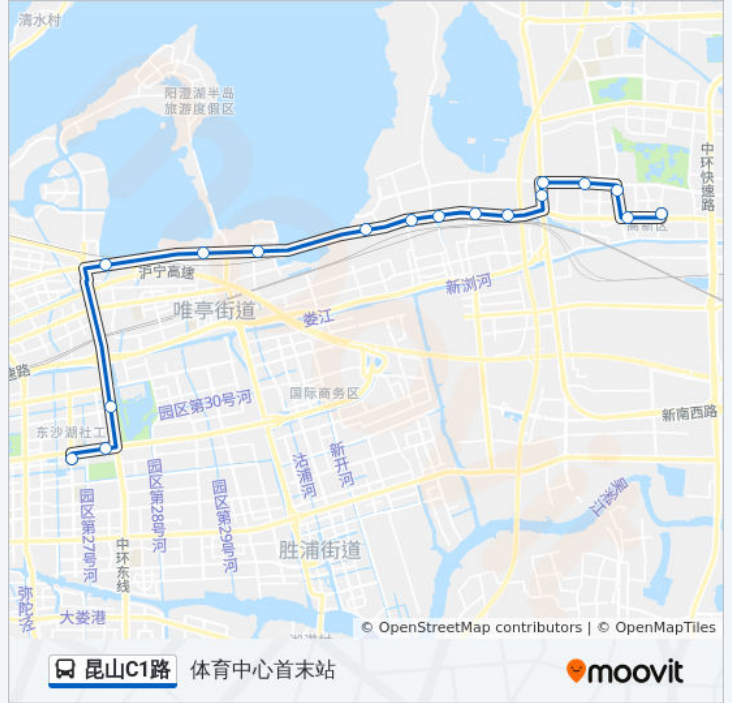 清水村
阳澄湖半岛
旅游度假区
中环快速路
高新区
沪宁高速
唯亭街道
娄江
新浏河
速路
国际商务区
园区第30号河
新南西路
东沙湖社工
沽浦河
新开河
园区第27号河
园区第28号河
园区第29号河
吴淞江
中环东线
胜浦街道
大娄港
© OpenStreetMap contributors | © OpenMapTiles
昆山C1路 体育中心首末站
moovit